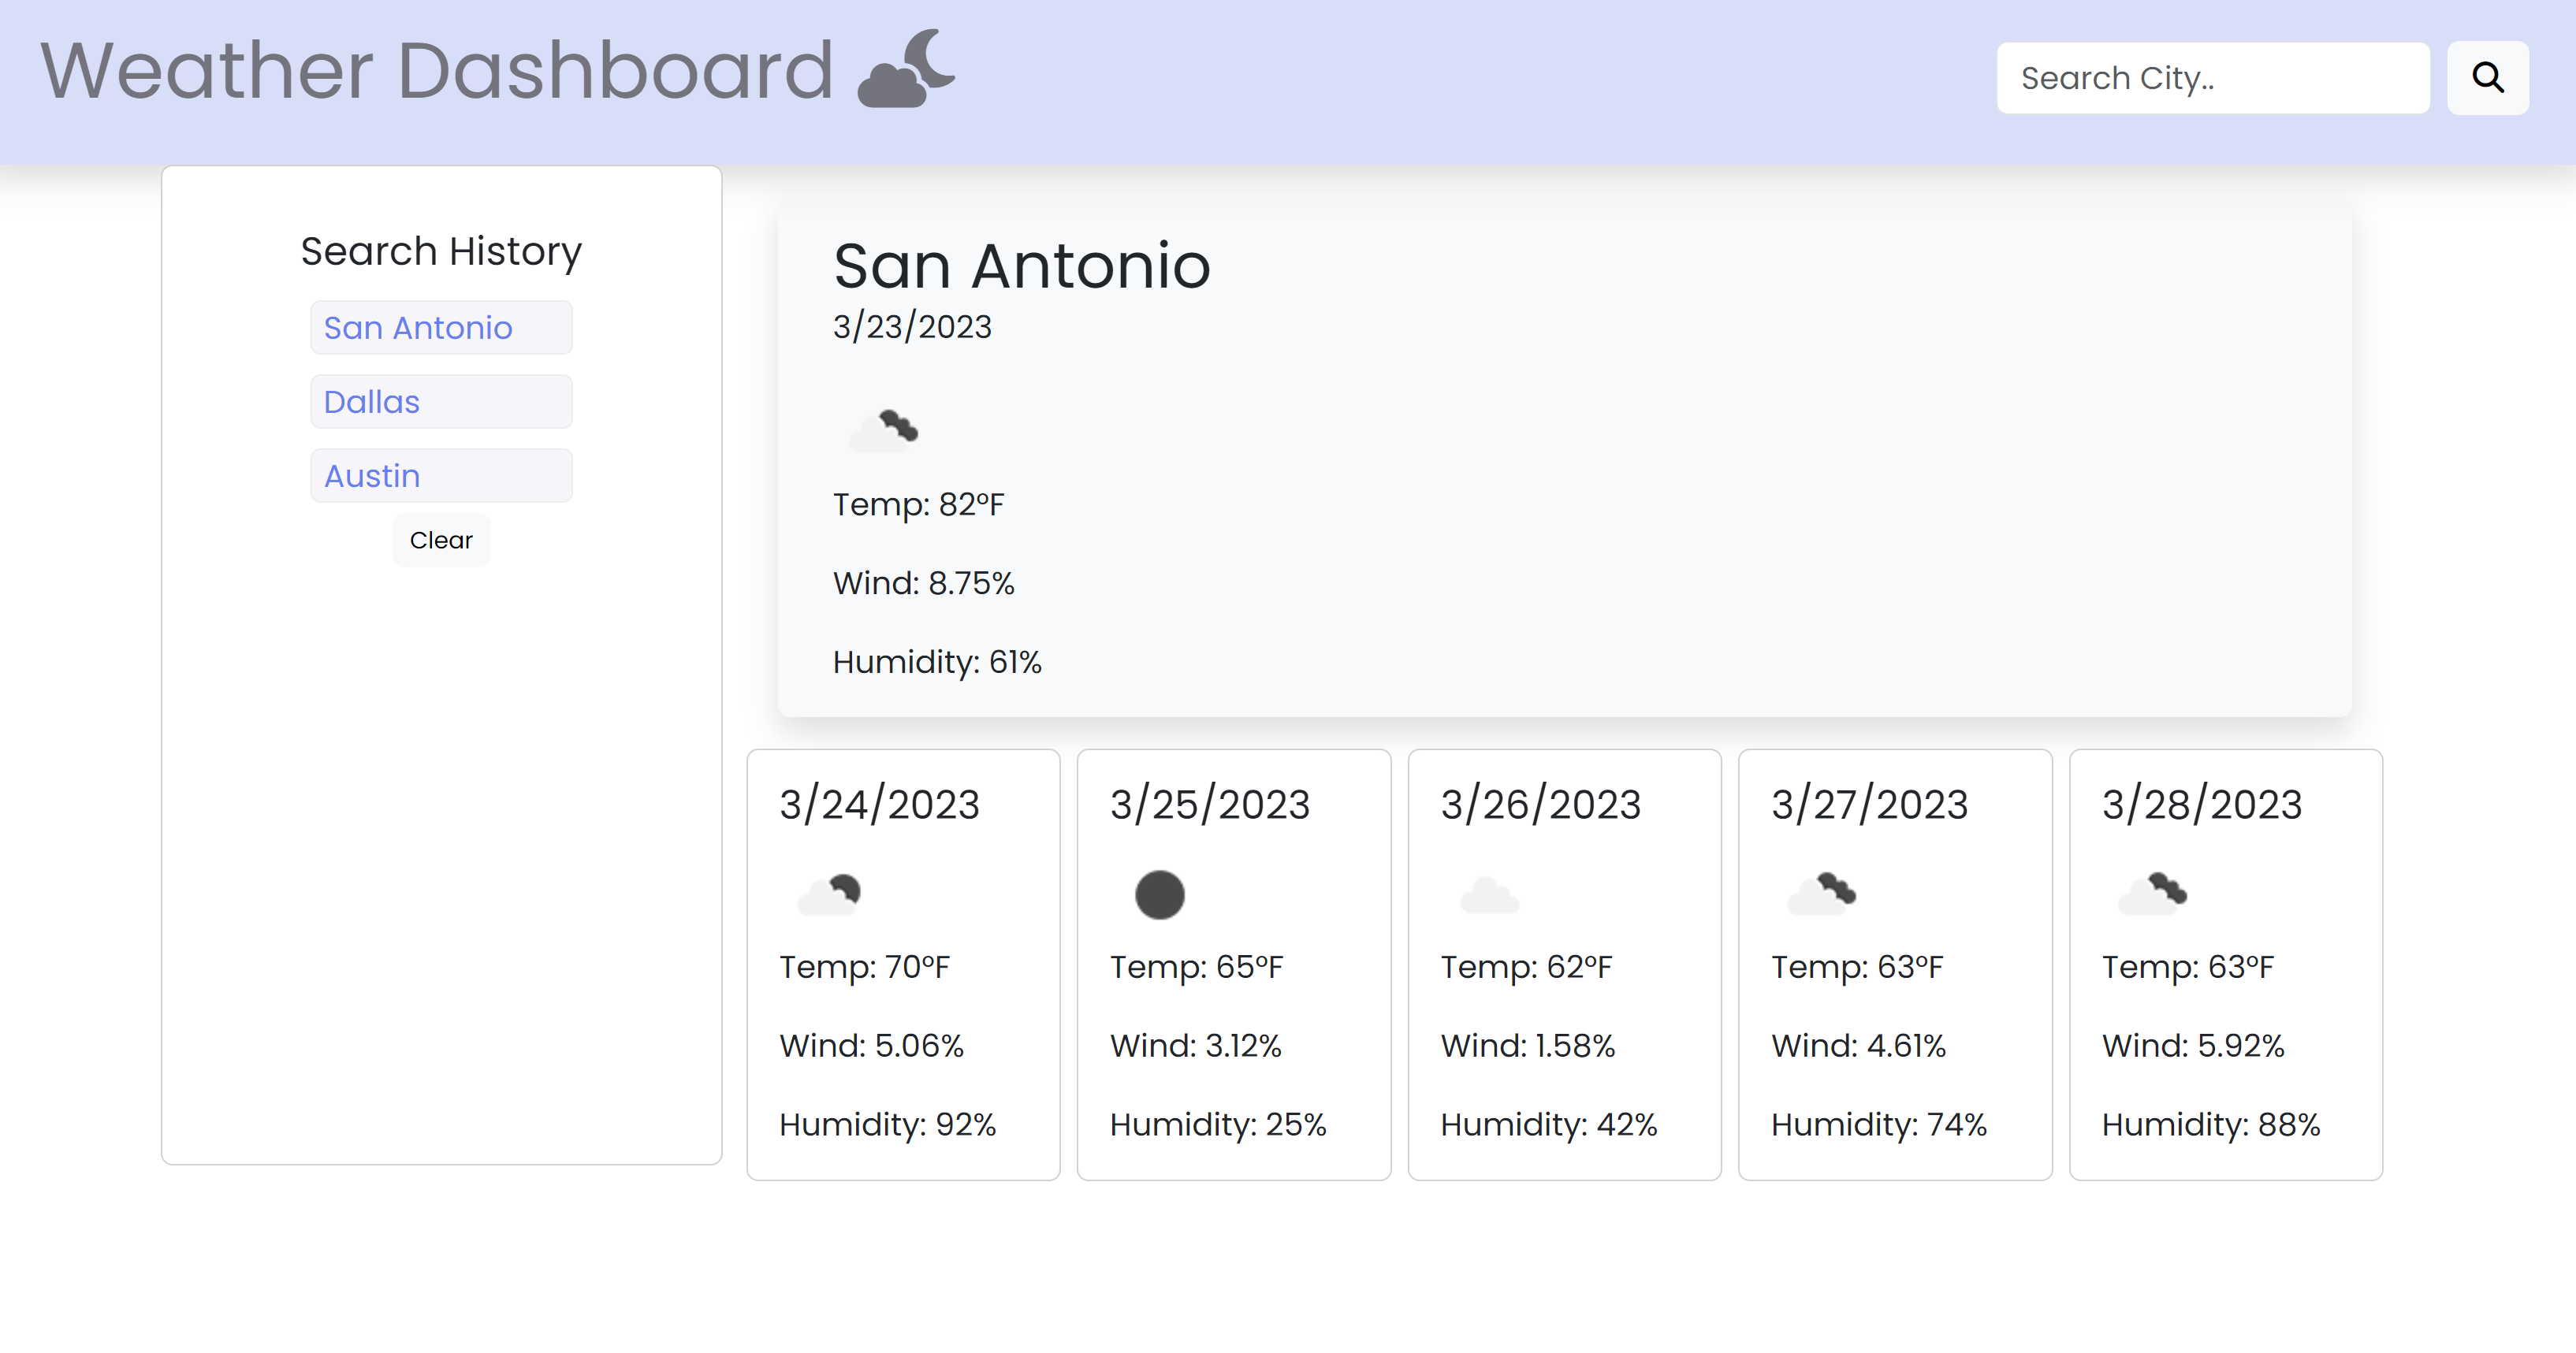 Weather Dashboard
Search City..
Search History
San Antonio
Dallas
Austin
Clear
San Antonio
3/23/2023
Temp: 82°F
Wind: 8.75%
Humidity: 61%
3/24/2023
Temp: 70°F
Wind: 5.06%
Humidity: 92%
3/25/2023
Temp: 65°F
Wind: 3.12%
Humidity: 25%
3/26/2023
Temp: 62°F
Wind: 1.58%
Humidity: 42%
3/27/2023
Temp: 63°F
Wind: 4.61%
Humidity: 74%
3/28/2023
Temp: 63°F
Wind: 5.92%
Humidity: 88%